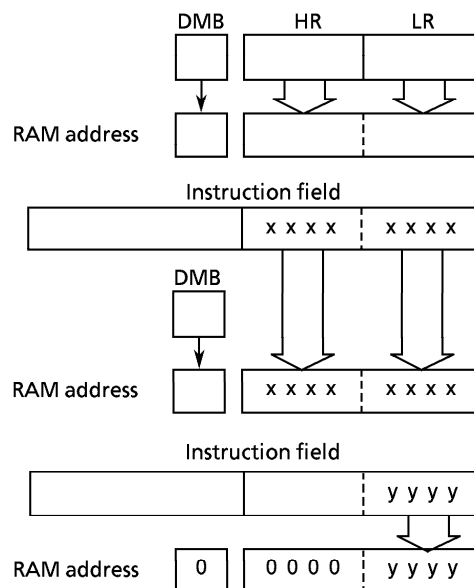 DMB HR LR
RAM address
Instruction field
x x x x x x x x
DMB
RAM address x x x x x x x x
Instruction field
y y y y
RAM address 0 0 0 0 0 y y y y